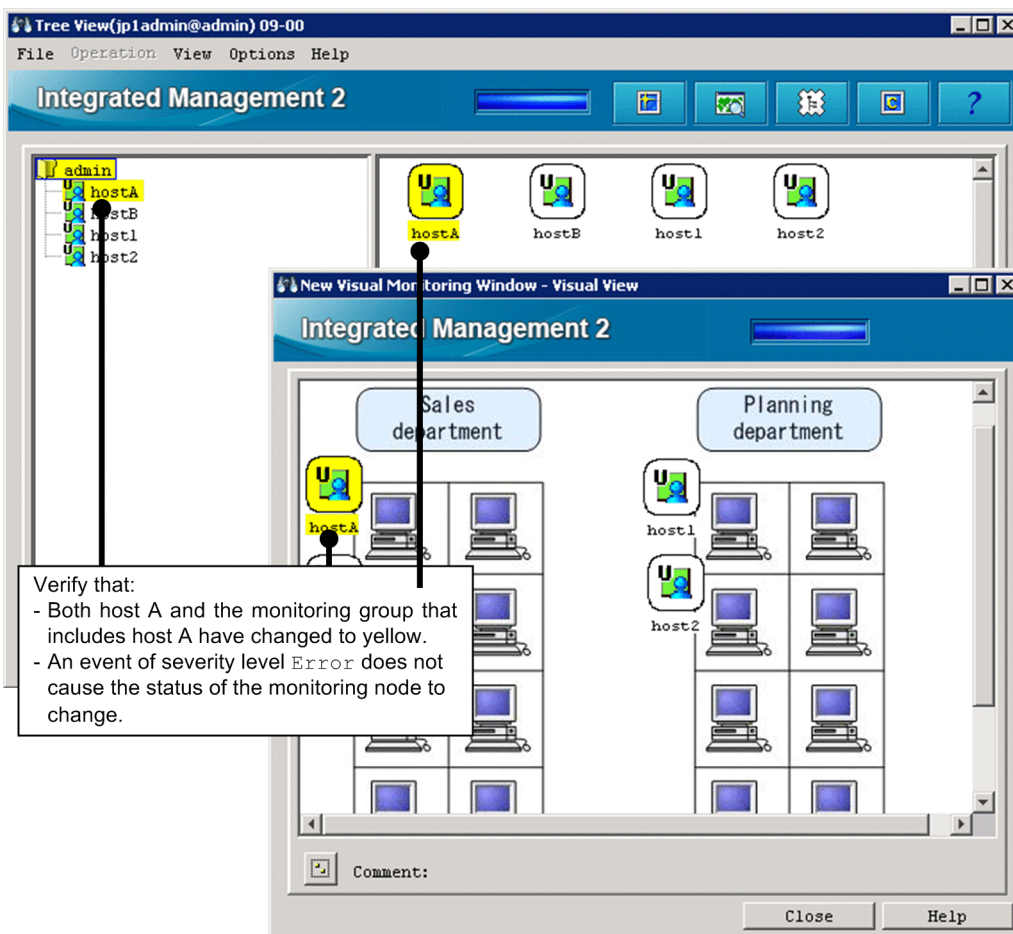 Tree View(jp1admin@admin) 09-00
File Operation View Options Help
Integrated Management 2
?
admin
hostA
hostB
host1
host2
U hostA
U hostB
U host1
U host2
New Visual Monitoring Window - Visual View
Integrated Management 2
Sales
department
Planning
department
U
hostA
U
host1
U
host2
Verify that:
- Both host A and the monitoring group that
includes host A have changed to yellow.
- An event of severity level Error does not
cause the status of the monitoring node to
change.
Comment:
Close Help